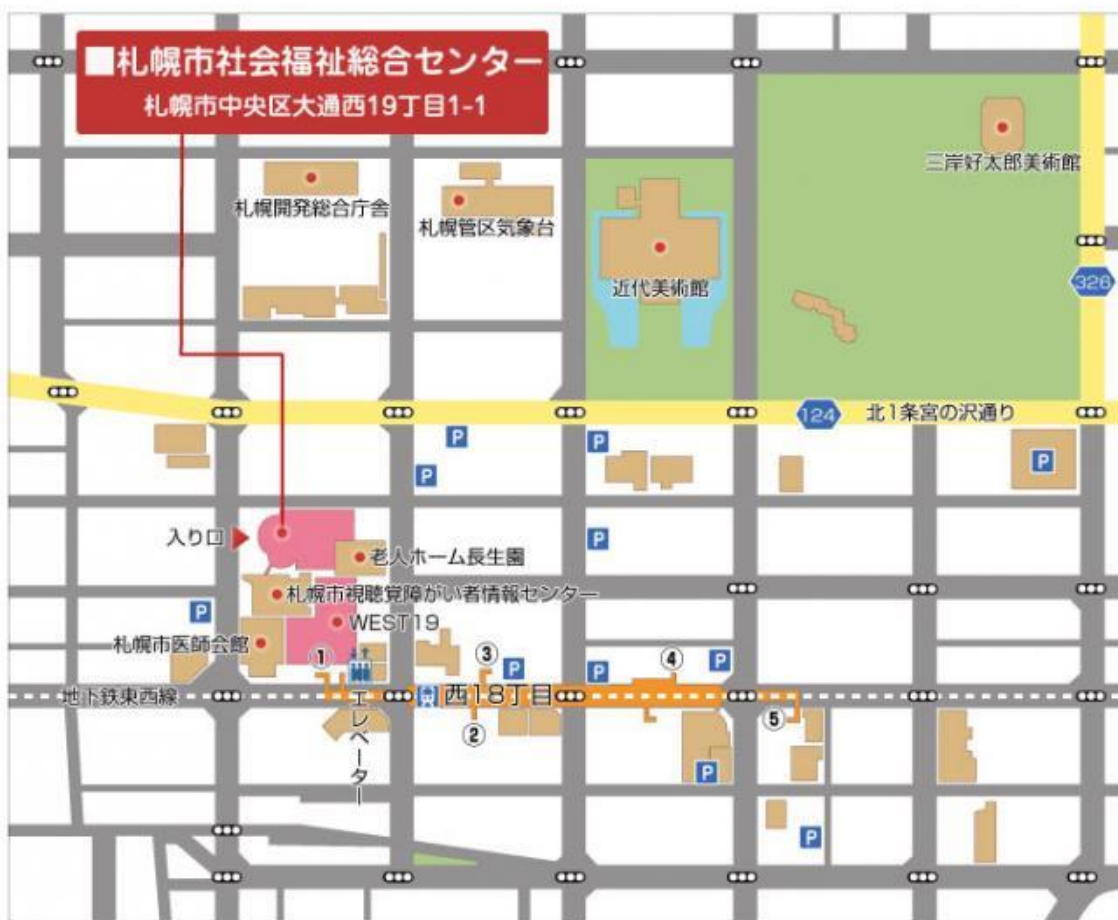 ■札幌市社会福祉総合センター
札幌市中央区大通西19丁目1-1
三岸好太郎美術館
札幌開発総合庁舎
札幌管区気象台
近代美術館
326
124
北1条宮の沢通り
P
P
P
P
入り口
P
老人ホーム長生園
札幌市視聴覚障がい者情報センター
P
WEST19
札幌市医師会館
①
③
④
P
P
P
地下鉄東西線
西18丁目
エレベーター
②
⑤
P
P